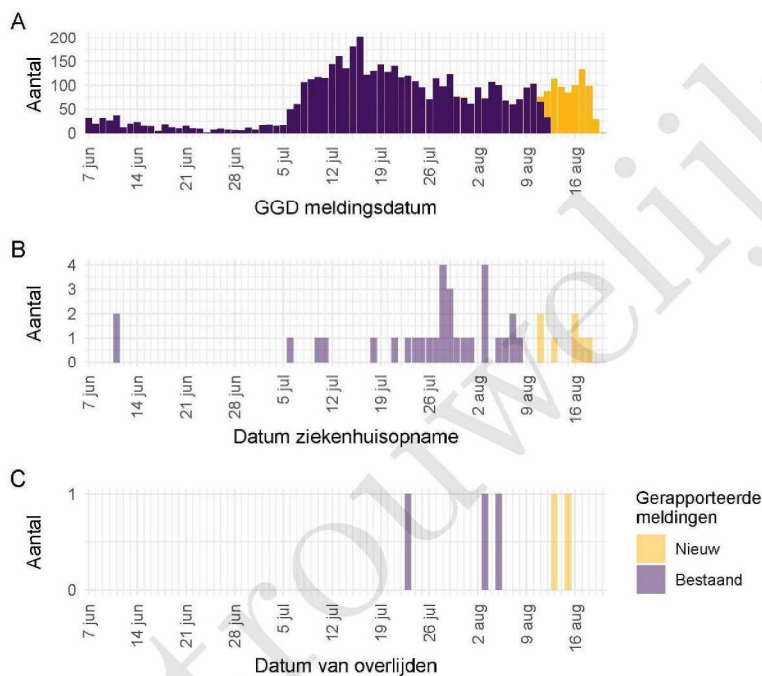 A
Aantal
200
150
100
50
0
7 jun
14 jun
21 jun
28 jun
5 jul
12 jul
19 jul
26 jul
2 aug
9 aug
16 aug
GGD meldingsdatum
B
Aantal
4
3
2
1
0
7 jun
14 jun
21 jun
28 jun
5 jul
12 jul
19 jul
26 jul
2 aug
9 aug
16 aug
Datum ziekenhuisopname
C
Aantal
1
0
7 jun
14 jun
21 jun
28 jun
5 jul
12 jul
19 jul
26 jul
2 aug
9 aug
16 aug
Datum van overlijden
Gerapporteerde
meldingen
Nieuw
Bestaand